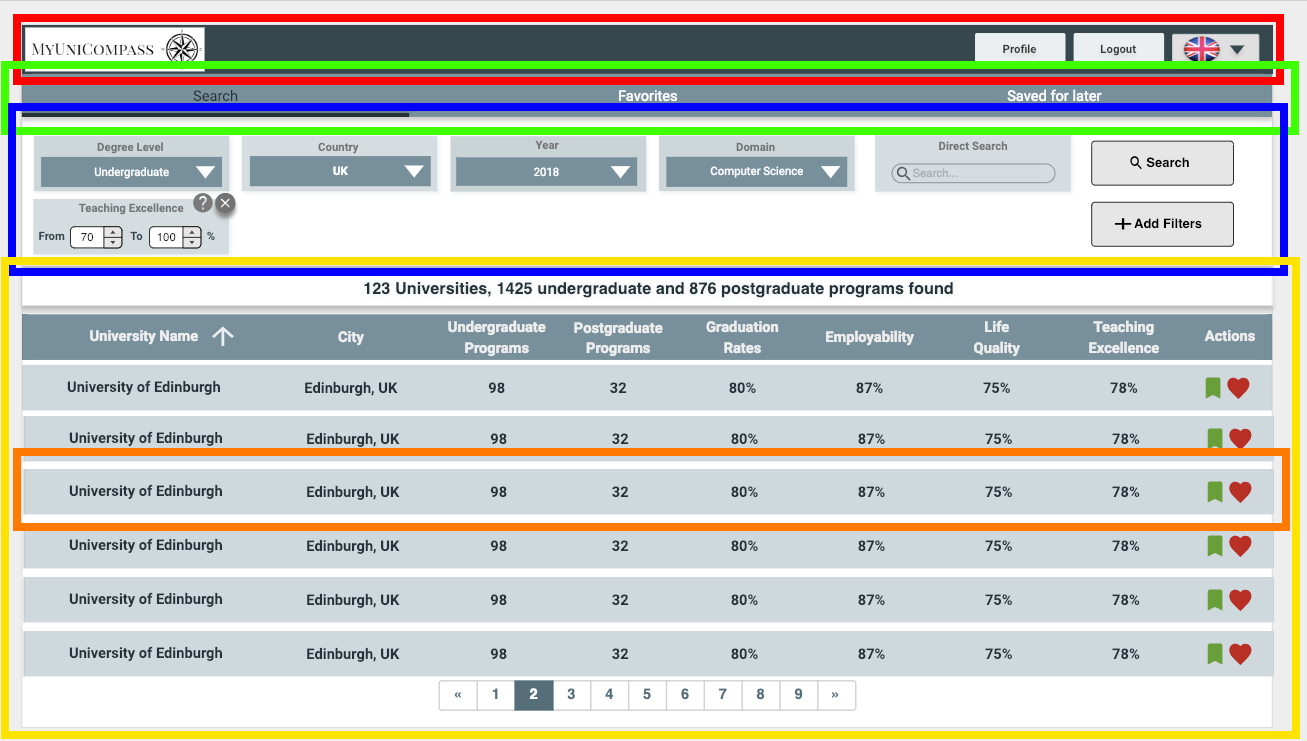 MYUNICOMPASS Profile Logout
Search Favorites Saved for later
Degree Level Country Year Domain Direct Search
Undergraduate UK 2018 Computer Science Search... Search
Teaching Excellence ? ×
From 70 To 100 % + Add Filters
123 Universities, 1425 undergraduate and 876 postgraduate programs found
University Name City Undergraduate Programs Postgraduate Programs Graduation Rates Employability Life Quality Teaching Excellence Actions
University of Edinburgh Edinburgh, UK 98 32 80% 87% 75% 78%
University of Edinburgh Edinburgh, UK 98 32 80% 87% 75% 78%
University of Edinburgh Edinburgh, UK 98 32 80% 87% 75% 78%
University of Edinburgh Edinburgh, UK 98 32 80% 87% 75% 78%
University of Edinburgh Edinburgh, UK 98 32 80% 87% 75% 78%
University of Edinburgh Edinburgh, UK 98 32 80% 87% 75% 78%
« 1 2 3 4 5 6 7 8 9 »